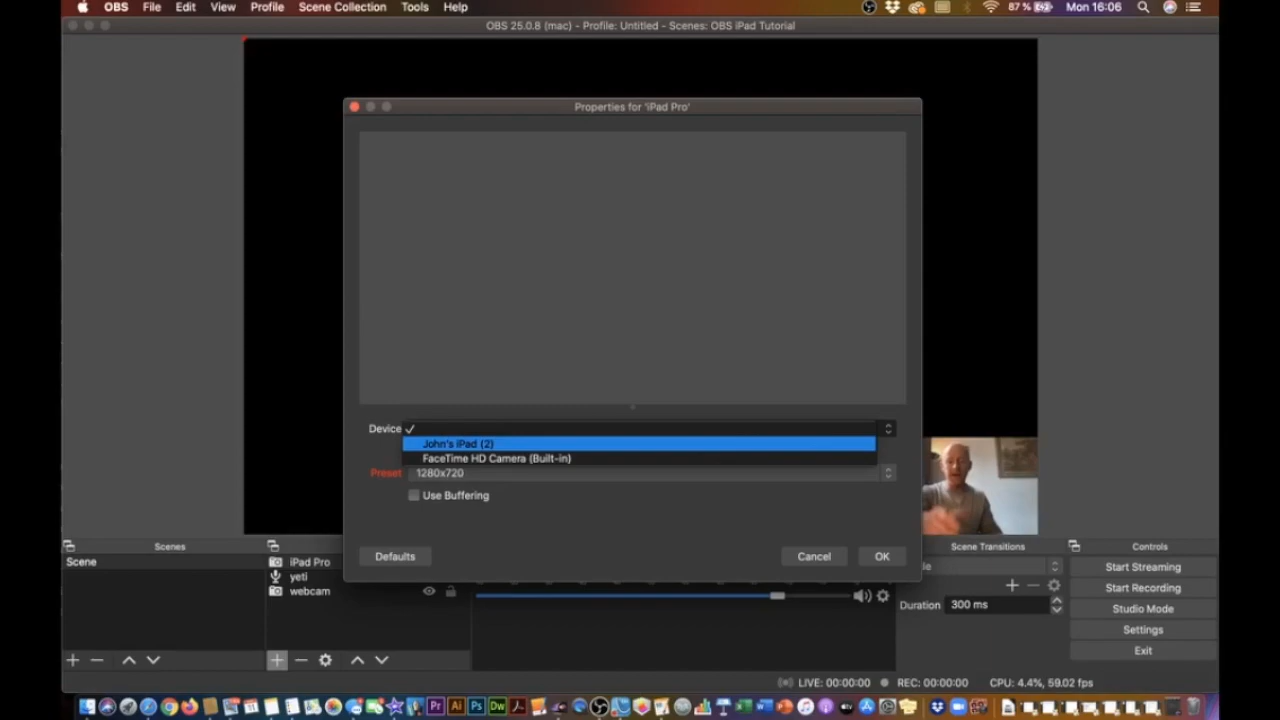 OBS File Edit View Profile Scene Collection Tools Help 87 % Mon 16:06
OBS 25.0.8 (mac) - Profile: Untitled - Scenes: OBS iPad Tutorial
Properties for 'iPad Pro'
Device
John's iPad (2)
FaceTime HD Camera (Built-in)
Preset 1280x720
Use Buffering
Defaults Cancel OK
Scenes Scene Transitions Controls
Scene iPad Pro Start Streaming
yeti Start Recording
webcam Duration 300 ms Studio Mode
Settings
Exit
LIVE: 00:00:00 REC: 00:00:00 CPU: 4.4%, 59.02 fps
Pr Ai Ps Dw